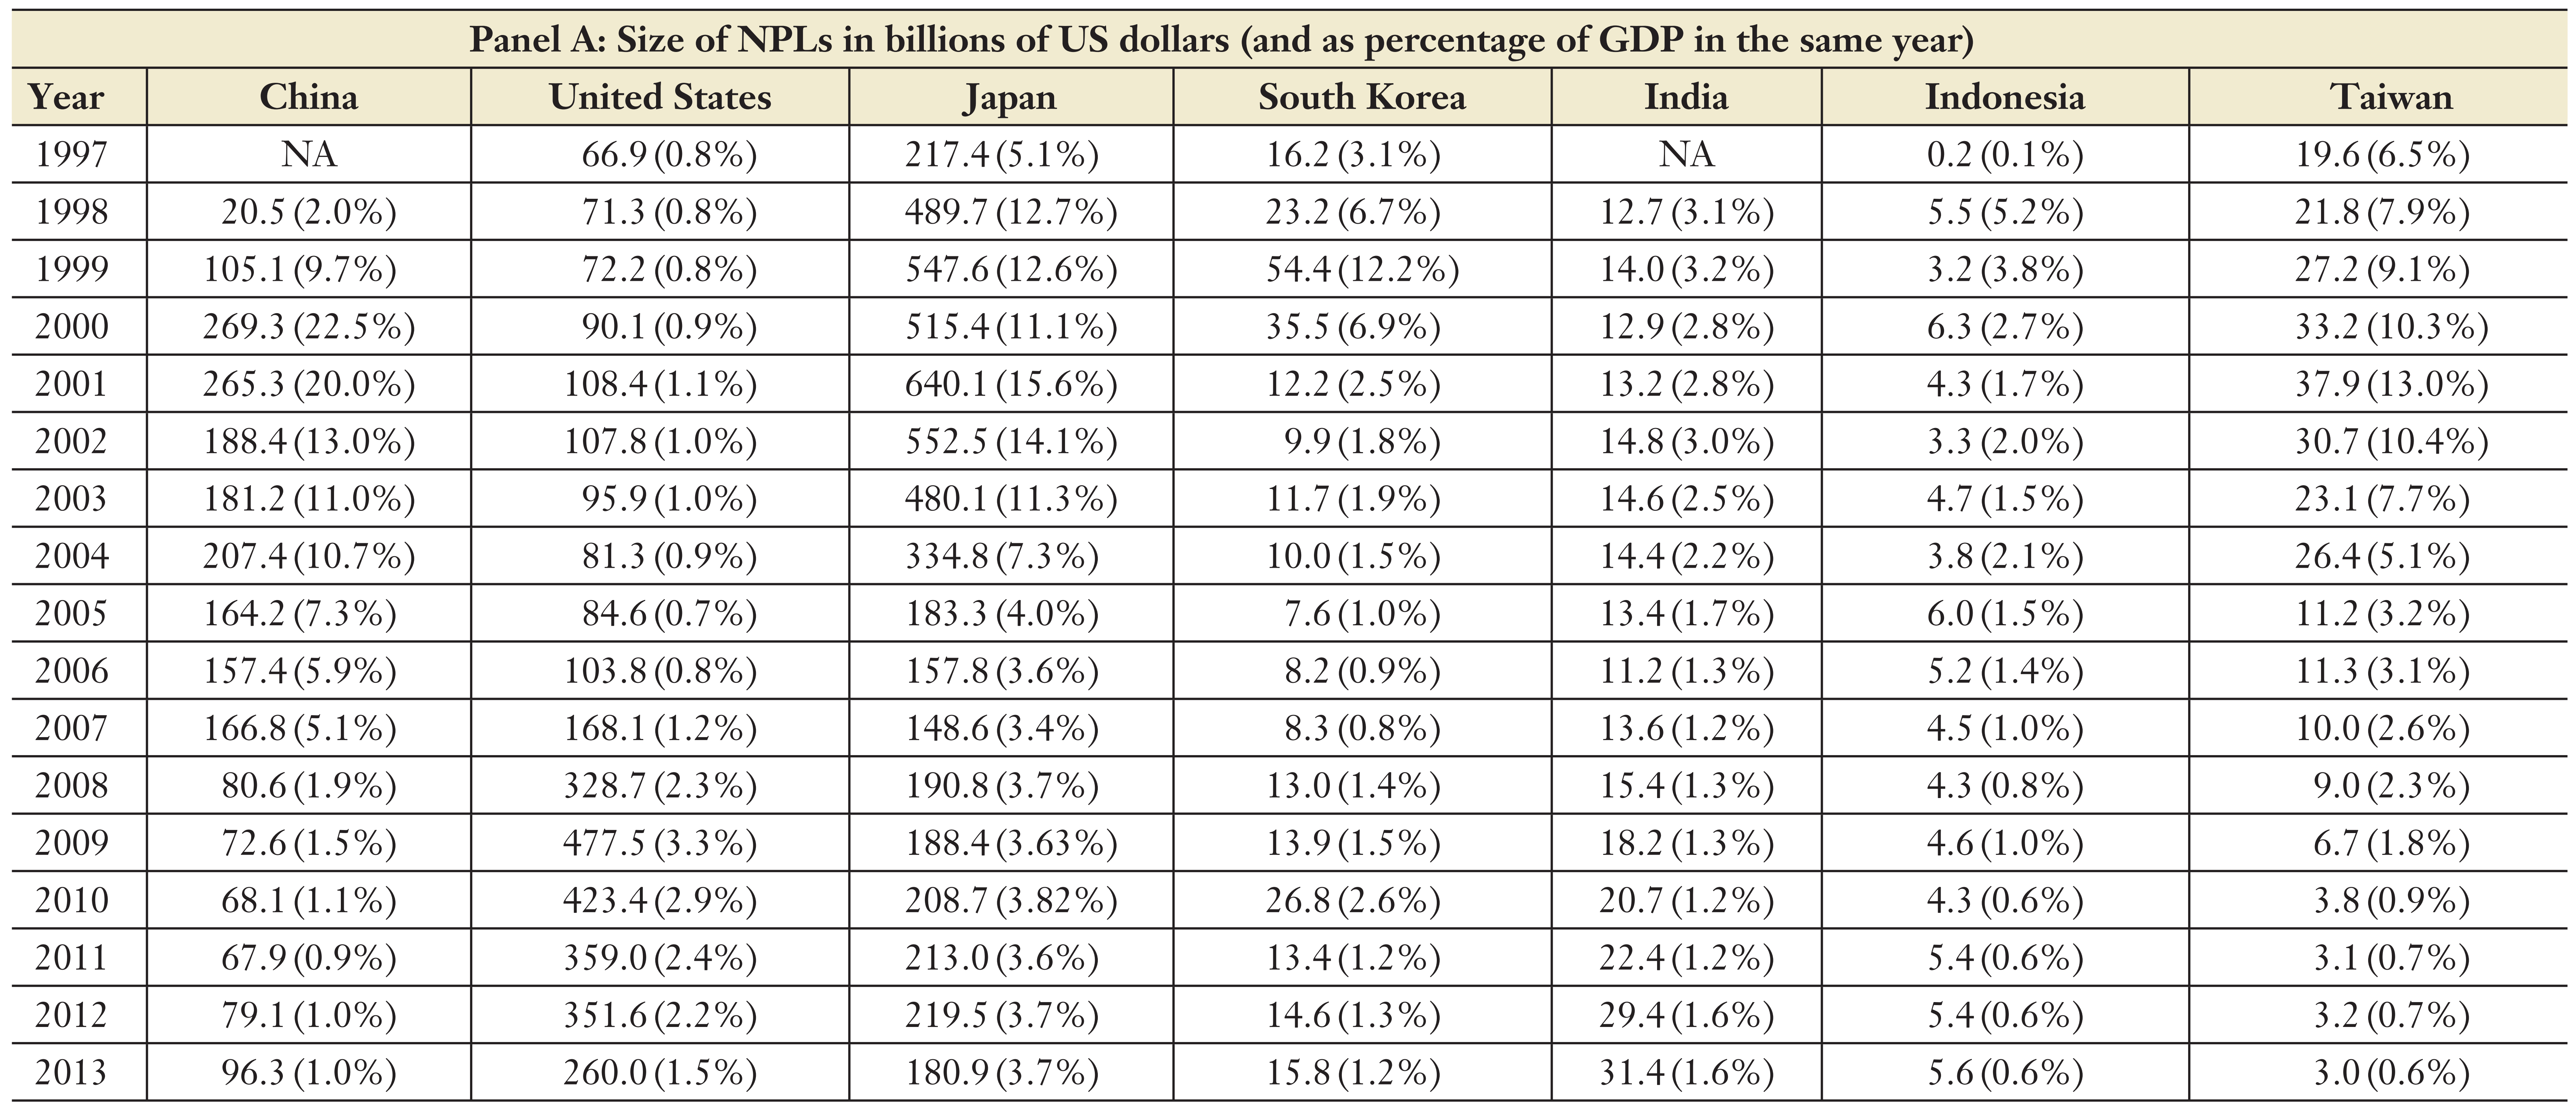 Panel A: Size of NPLs in billions of US dollars (and as percentage of GDP in the same year)
Year China United States Japan South Korea India Indonesia Taiwan
1997 NA 66.9 (0.8%) 217.4 (5.1%) 16.2 (3.1%) NA 0.2 (0.1%) 19.6 (6.5%)
1998 20.5 (2.0%) 71.3 (0.8%) 489.7 (12.7%) 23.2 (6.7%) 12.7 (3.1%) 5.5 (5.2%) 21.8 (7.9%)
1999 105.1 (9.7%) 72.2 (0.8%) 547.6 (12.6%) 54.4 (12.2%) 14.0 (3.2%) 3.2 (3.8%) 27.2 (9.1%)
2000 269.3 (22.5%) 90.1 (0.9%) 515.4 (11.1%) 35.5 (6.9%) 12.9 (2.8%) 6.3 (2.7%) 33.2 (10.3%)
2001 265.3 (20.0%) 108.4 (1.1%) 640.1 (15.6%) 12.2 (2.5%) 13.2 (2.8%) 4.3 (1.7%) 37.9 (13.0%)
2002 188.4 (13.0%) 107.8 (1.0%) 552.5 (14.1%) 9.9 (1.8%) 14.8 (3.0%) 3.3 (2.0%) 30.7 (10.4%)
2003 181.2 (11.0%) 95.9 (1.0%) 480.1 (11.3%) 11.7 (1.9%) 14.6 (2.5%) 4.7 (1.5%) 23.1 (7.7%)
2004 207.4 (10.7%) 81.3 (0.9%) 334.8 (7.3%) 10.0 (1.5%) 14.4 (2.2%) 3.8 (2.1%) 26.4 (5.1%)
2005 164.2 (7.3%) 84.6 (0.7%) 183.3 (4.0%) 7.6 (1.0%) 13.4 (1.7%) 6.0 (1.5%) 11.2 (3.2%)
2006 157.4 (5.9%) 103.8 (0.8%) 157.8 (3.6%) 8.2 (0.9%) 11.2 (1.3%) 5.2 (1.4%) 11.3 (3.1%)
2007 166.8 (5.1%) 168.1 (1.2%) 148.6 (3.4%) 8.3 (0.8%) 13.6 (1.2%) 4.5 (1.0%) 10.0 (2.6%)
2008 80.6 (1.9%) 328.7 (2.3%) 190.8 (3.7%) 13.0 (1.4%) 15.4 (1.3%) 4.3 (0.8%) 9.0 (2.3%)
2009 72.6 (1.5%) 477.5 (3.3%) 188.4 (3.63%) 13.9 (1.5%) 18.2 (1.3%) 4.6 (1.0%) 6.7 (1.8%)
2010 68.1 (1.1%) 423.4 (2.9%) 208.7 (3.82%) 26.8 (2.6%) 20.7 (1.2%) 4.3 (0.6%) 3.8 (0.9%)
2011 67.9 (0.9%) 359.0 (2.4%) 213.0 (3.6%) 13.4 (1.2%) 22.4 (1.2%) 5.4 (0.6%) 3.1 (0.7%)
2012 79.1 (1.0%) 351.6 (2.2%) 219.5 (3.7%) 14.6 (1.3%) 29.4 (1.6%) 5.4 (0.6%) 3.2 (0.7%)
2013 96.3 (1.0%) 260.0 (1.5%) 180.9 (3.7%) 15.8 (1.2%) 31.4 (1.6%) 5.6 (0.6%) 3.0 (0.6%)